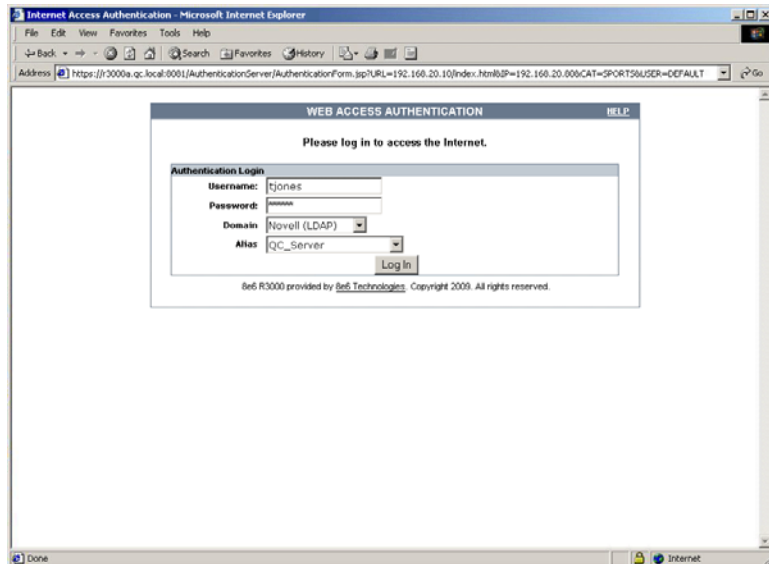 Internet Access Authentication - Microsoft Internet Explorer
File Edit View Favorites Tools Help
Back Search Favorites History
Address https://r3000a.qc.local:8081/AuthenticationServer/AuthenticationForm.jsp?URL=192.168.20.10/index.html&IP=192.168.20.80&CAT=SPORTS&USER=DEFAULT Go
WEB ACCESS AUTHENTICATION HELP
Please log in to access the Internet.
Authentication Login
Username: tjones
Password: ******
Domain Novell (LDAP)
Alias QC_Server
Log In
8e6 R3000 provided by 8e6 Technologies. Copyright 2009. All rights reserved.
Done Internet